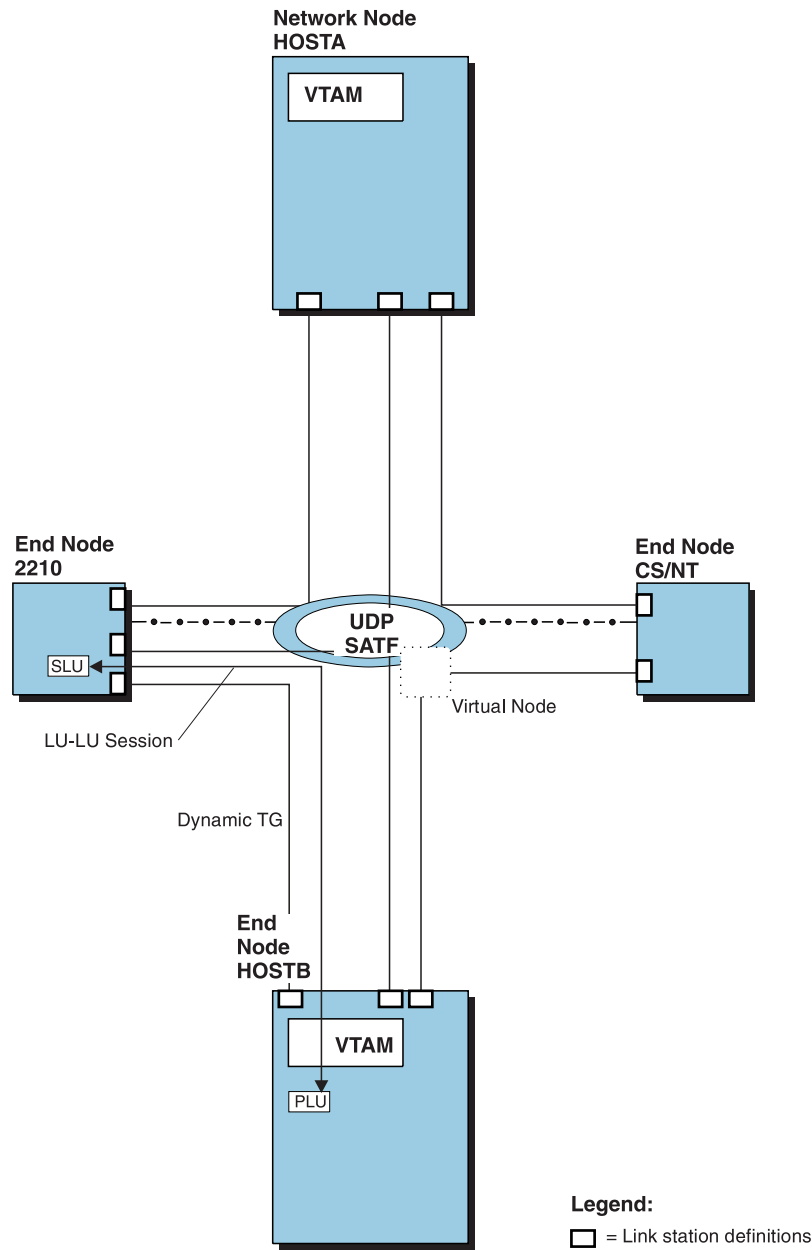 Network Node
HOSTA
VTAM
End Node
2210
End Node
CS/NT
UDP
SATF
SLU
Virtual Node
LU-LU Session
Dynamic TG
End
Node
HOSTB
VTAM
PLU
Legend:
= Link station definitions